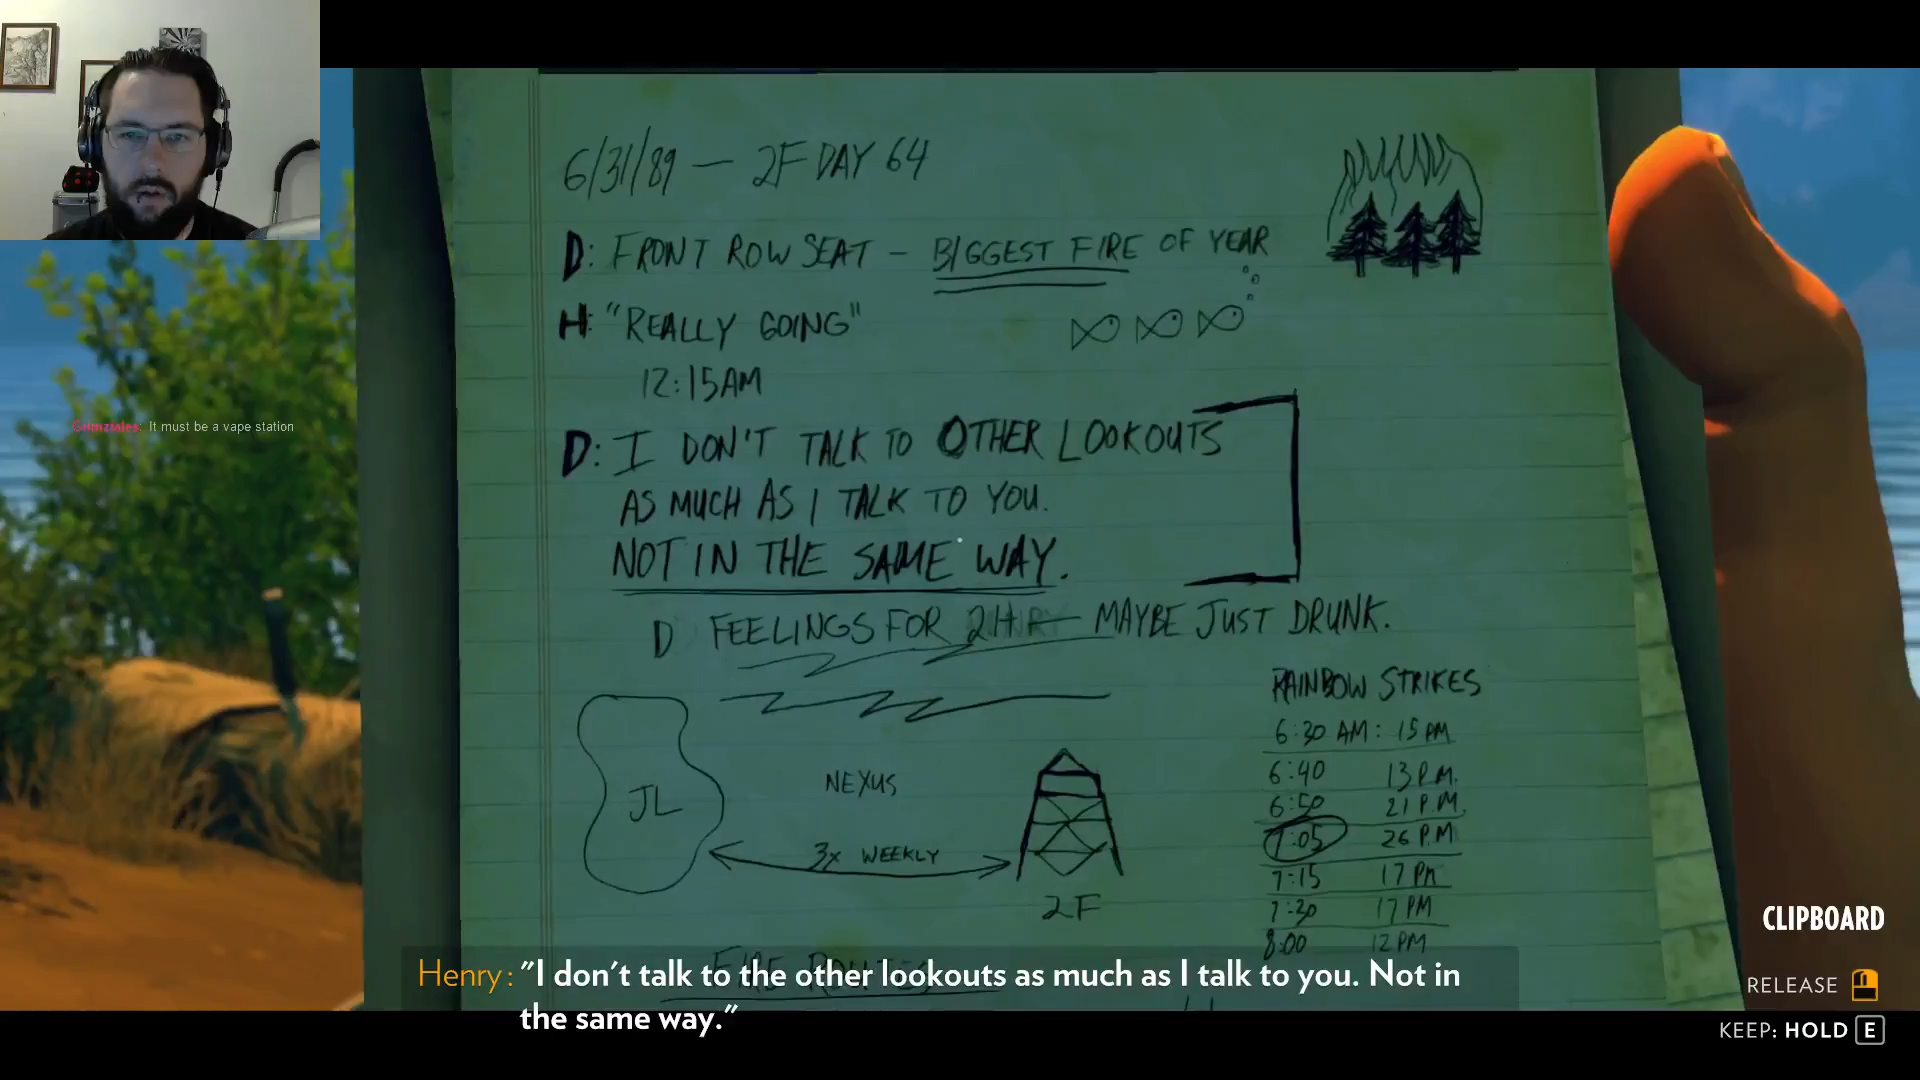 6/31/89 — 2F DAY 64
D: FRONT ROW SEAT - BIGGEST FIRE OF YEAR
H: "REALLY GOING"
12:15AM
Grimztales: It must be a vape station
D: I DON'T TALK TO OTHER LOOKOUTS
AS MUCH AS I TALK TO YOU.
NOT IN THE SAME WAY.
D FEELINGS FOR MAYBE JUST DRUNK.
RAINBOW STRIKES
6:30 AM: 15 PM
6:40 13 P.M.
6:50 21 P.M.
7:05 26 P.M
7:15 17 PM
7:30 17 PM
8:00 12 PM
JL
NEXUS
3x WEEKLY
2F
FIRE ROUTES
Henry: "I don't talk to the other lookouts as much as I talk to you. Not in
the same way."
CLIPBOARD
RELEASE
KEEP: HOLD E